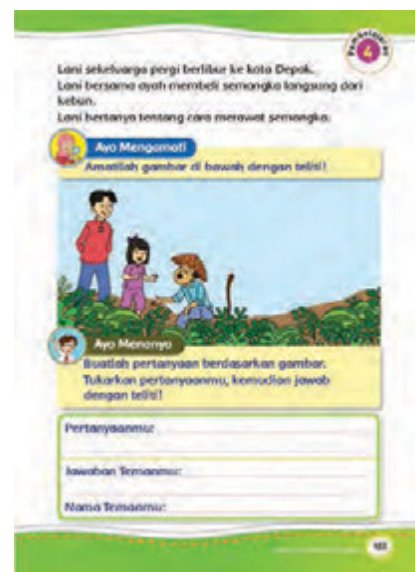 Pembelajaran
4
Lani sekeluarga pergi berlibur ke kota Depok.
Lani bersama ayah membeli semangka langsung dari
kebun.
Lani bertanya tentang cara merawat semangka.
Ayo Mengamati
Amatilah gambar di bawah dengan teliti!
Ayo Menanya
Buatlah pertanyaan berdasarkan gambar.
Tukarkan pertanyaanmu, kemudian jawab
dengan teliti!
Pertanyaanmu:
Jawaban Temanmu:
Nama Temanmu: